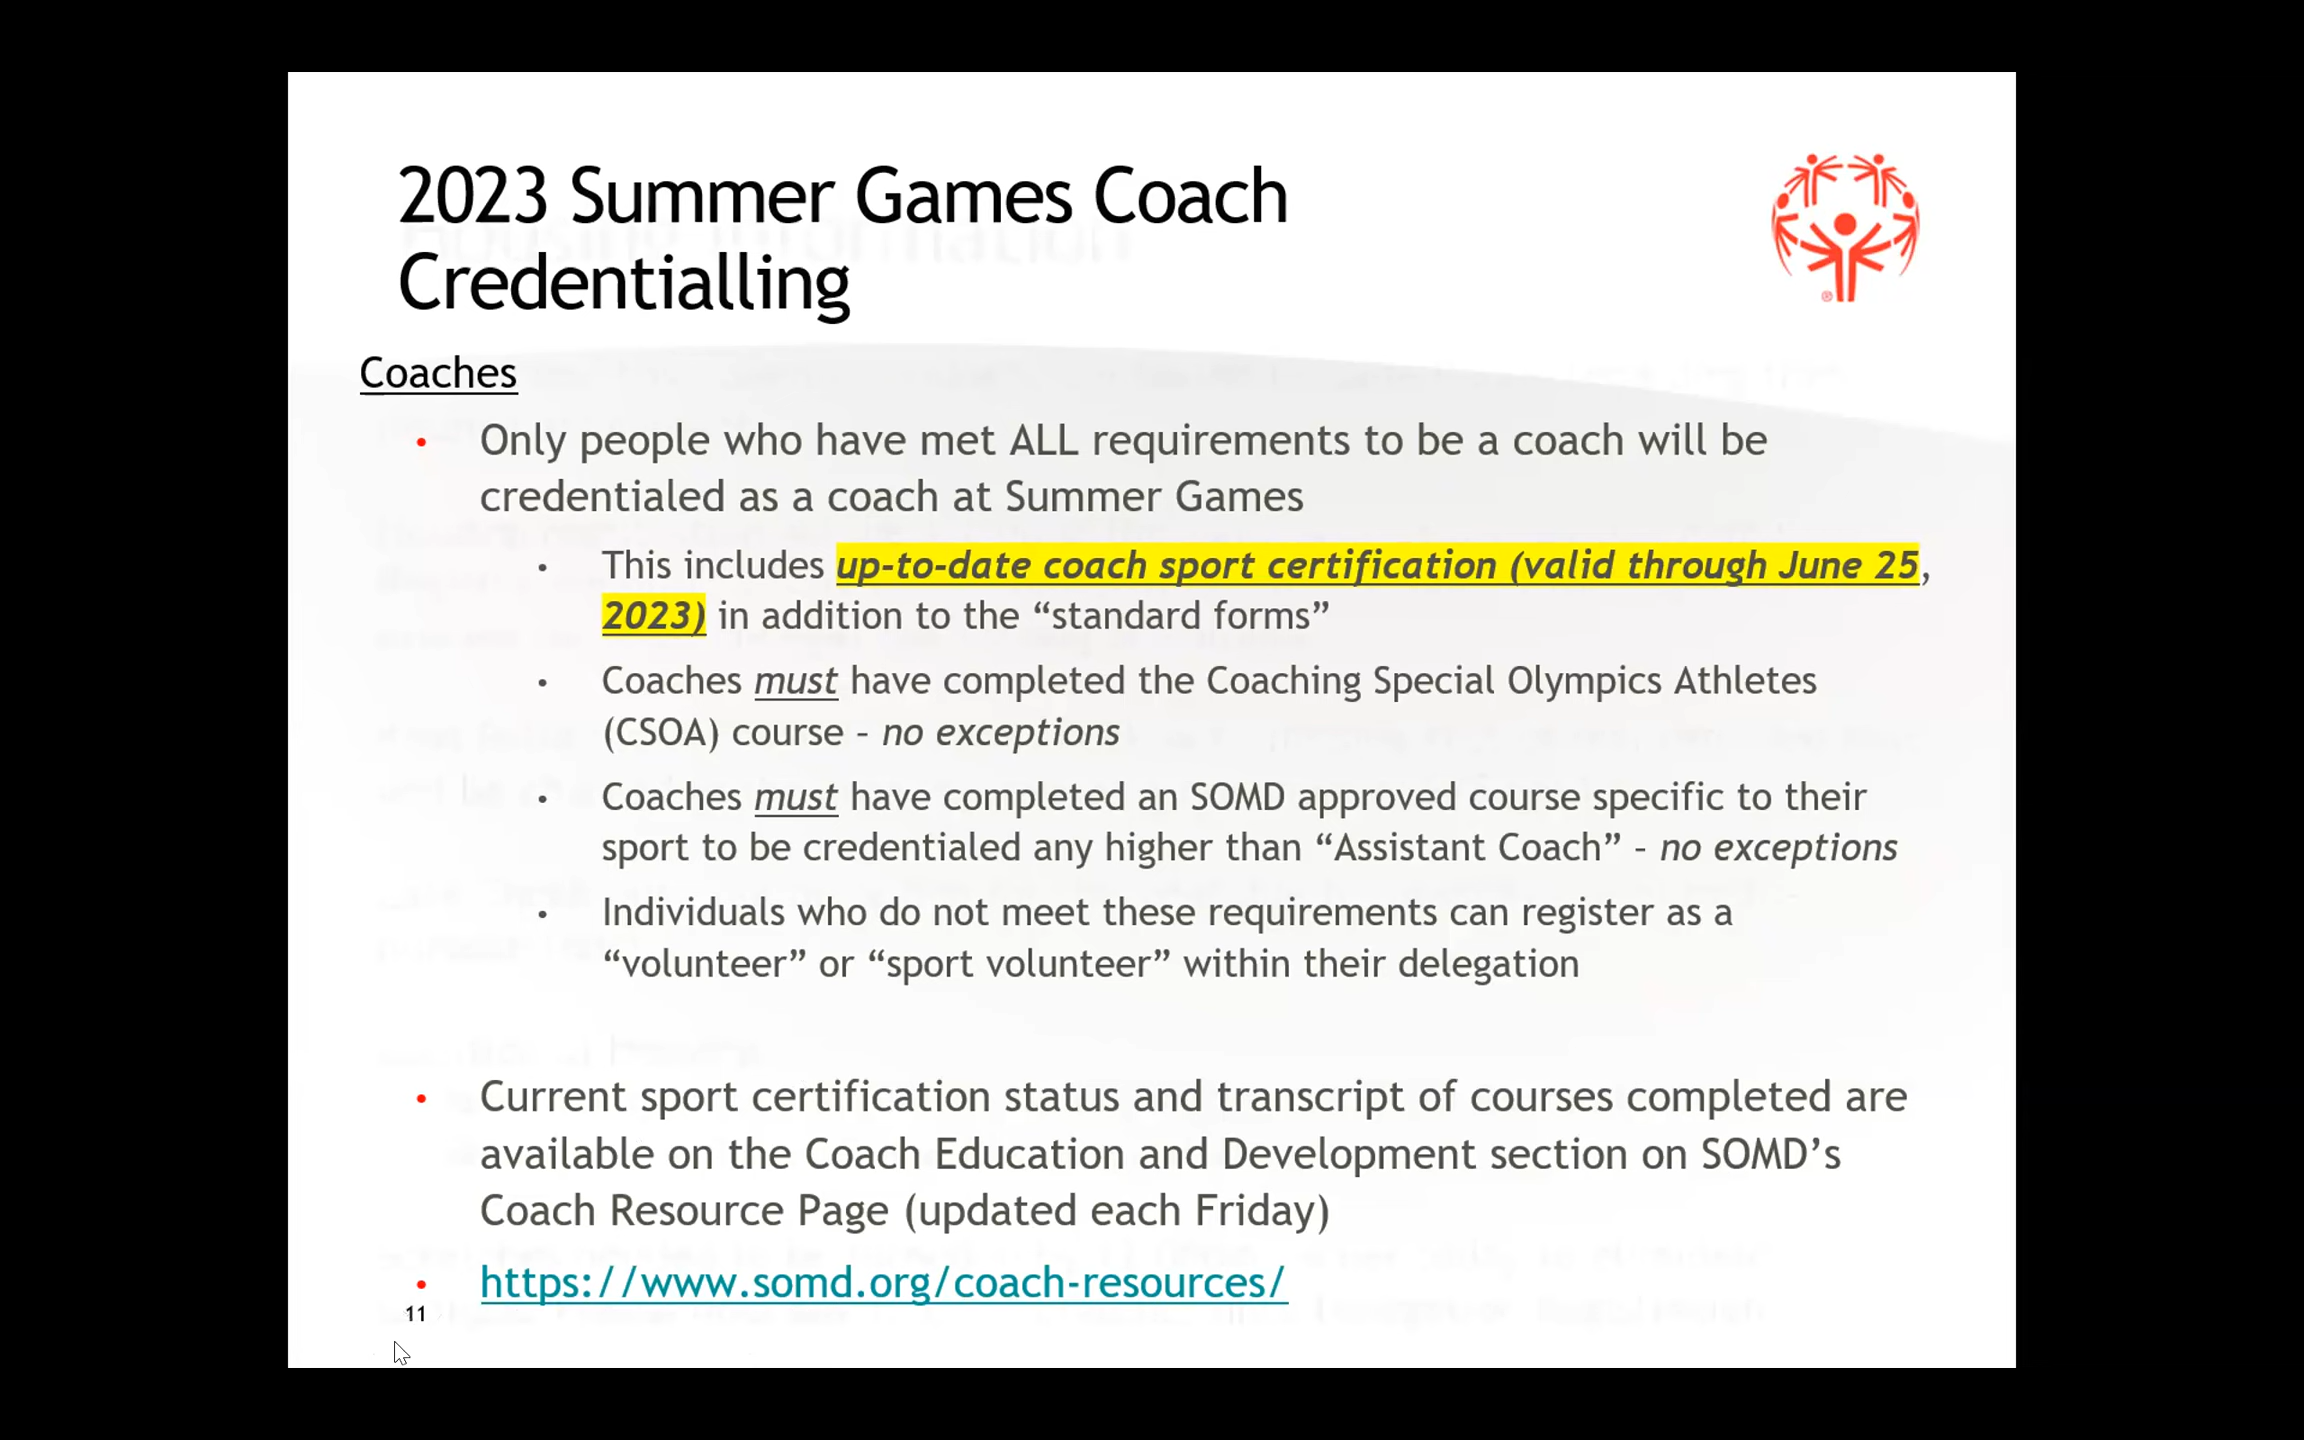 2023 Summer Games Coach
Credentialling
Coaches
• Only people who have met ALL requirements to be a coach will be
credentialed as a coach at Summer Games
• This includes up-to-date coach sport certification (valid through June 25,
2023) in addition to the “standard forms”
• Coaches must have completed the Coaching Special Olympics Athletes
(CSOA) course – no exceptions
• Coaches must have completed an SOMD approved course specific to their
sport to be credentialed any higher than “Assistant Coach” – no exceptions
• Individuals who do not meet these requirements can register as a
“volunteer” or “sport volunteer” within their delegation
• Current sport certification status and transcript of courses completed are
available on the Coach Education and Development section on SOMD’s
Coach Resource Page (updated each Friday)
• https://www.somd.org/coach-resources/
11